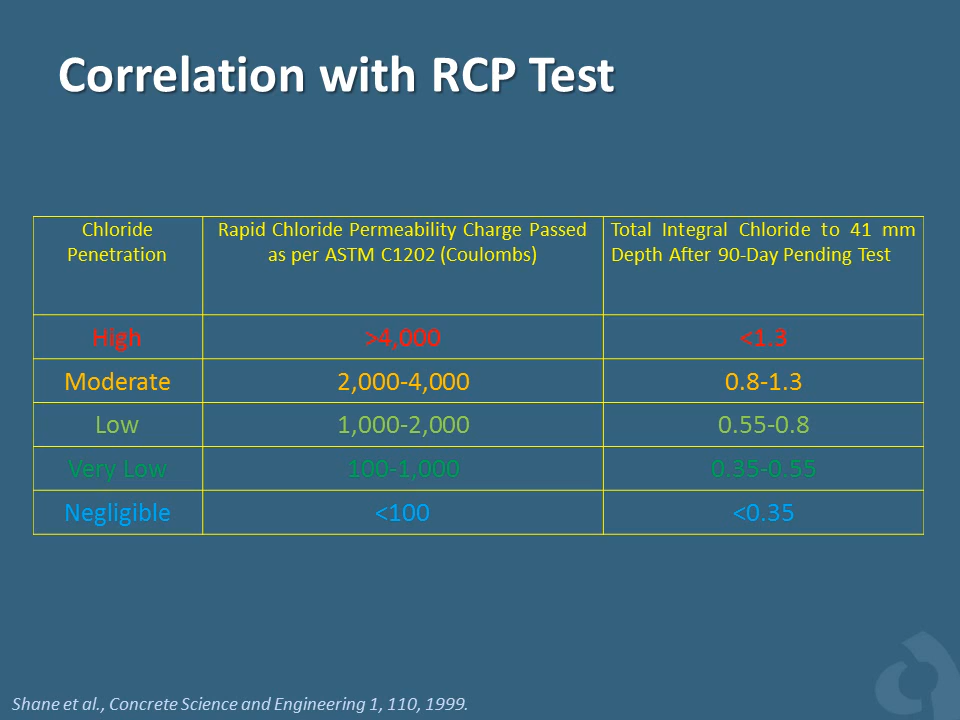 Correlation with RCP Test
Chloride
Penetration
Rapid Chloride Permeability Charge Passed
as per ASTM C1202 (Coulombs)
Total Integral Chloride to 41 mm
Depth After 90-Day Pending Test
High
>4,000
<1.3
Moderate
2,000-4,000
0.8-1.3
Low
1,000-2,000
0.55-0.8
Very Low
100-1,000
0.35-0.55
Negligible
<100
<0.35
Shane et al., Concrete Science and Engineering 1, 110, 1999.